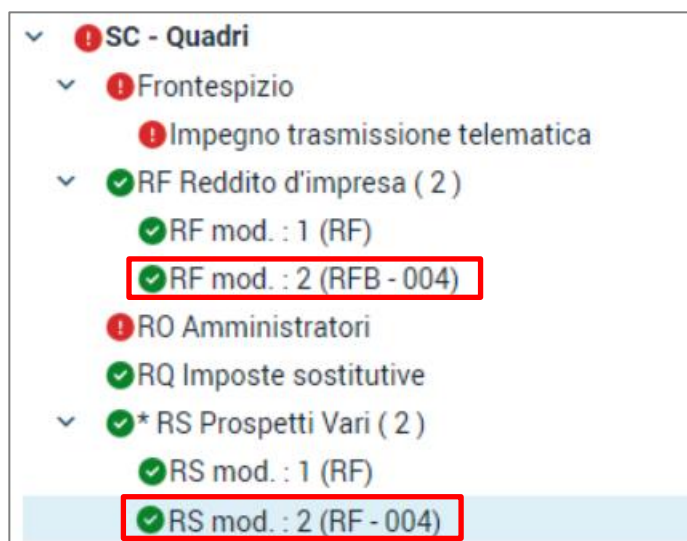 SC - Quadri
Frontespizio
Impegno trasmissione telematica
RF Reddito d'impresa ( 2 )
RF mod. : 1 (RF)
RF mod. : 2 (RFB - 004)
RO Amministratori
RQ Imposte sostitutive
* RS Prospetti Vari ( 2 )
RS mod. : 1 (RF)
RS mod. : 2 (RF - 004)